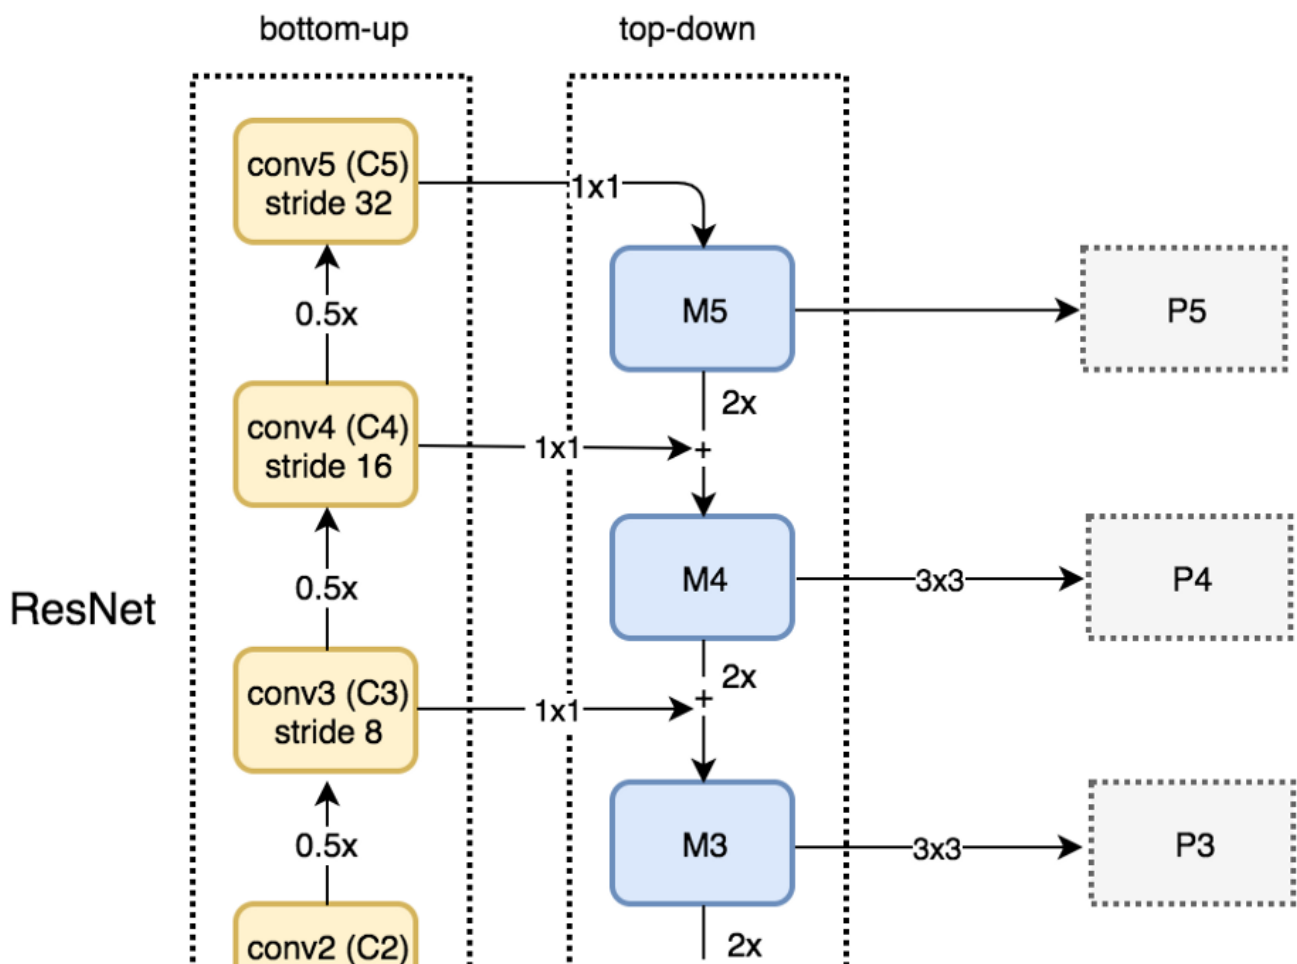 bottom-up
top-down
conv5 (C5)
stride 32
1x1
M5
P5
0.5x
2x
conv4 (C4)
stride 16
1x1
+
M4
3x3
P4
0.5x
ResNet
2x
conv3 (C3)
stride 8
1x1
+
M3
3x3
P3
0.5x
conv2 (C2)
2x